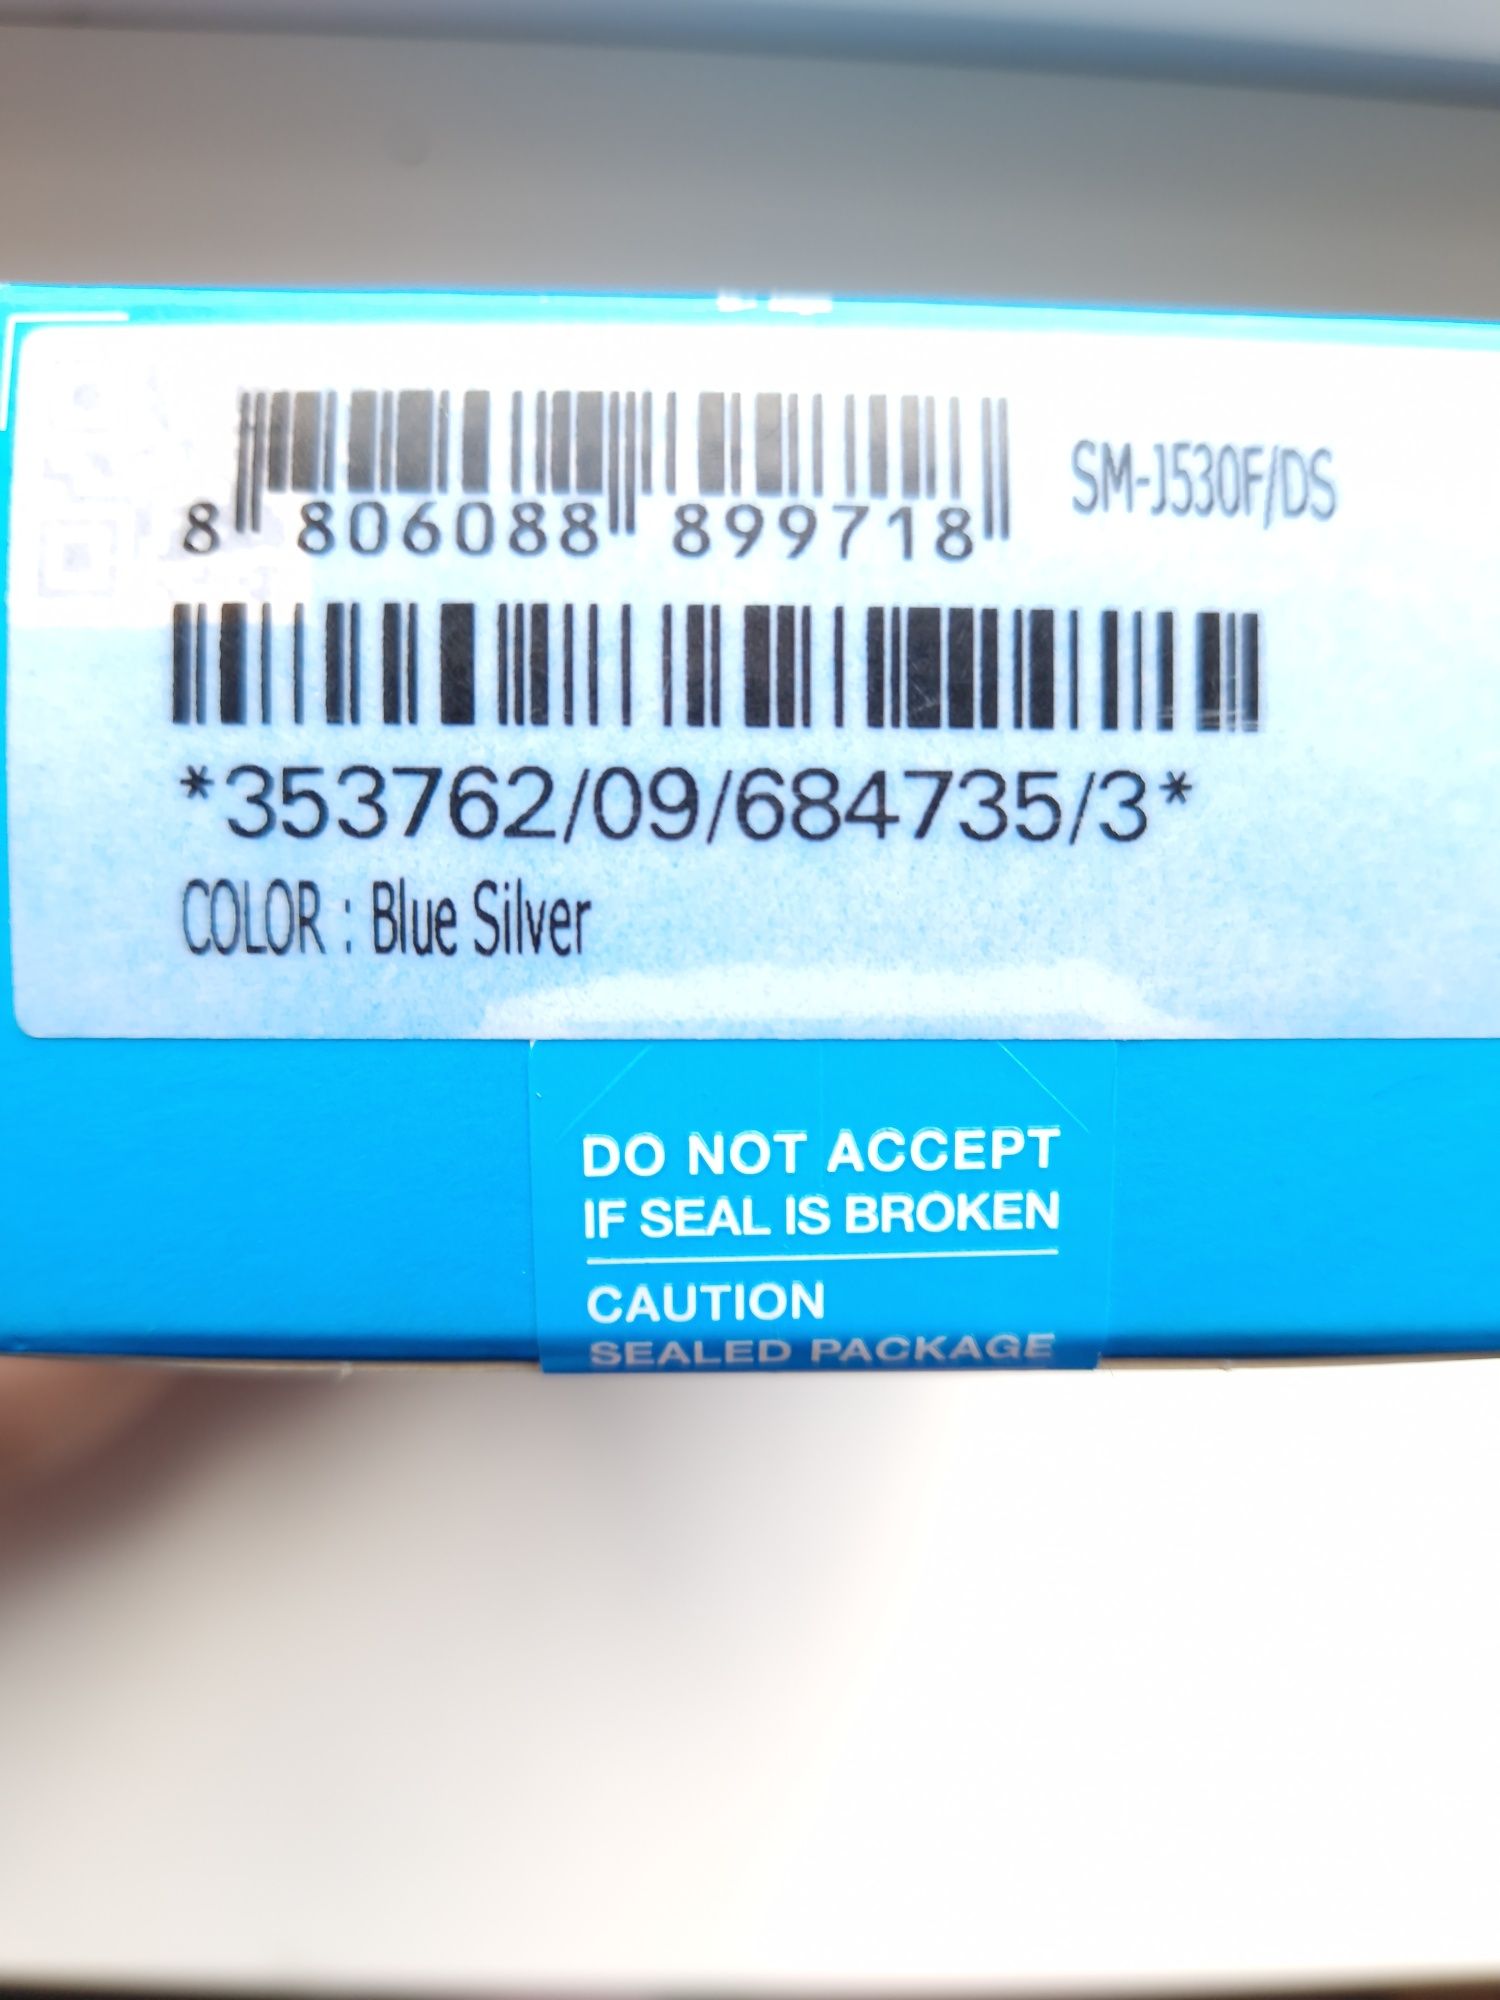 SM-J530F/DS
8 806088 899718
*353762/09/684735/3*
COLOR : Blue Silver
DO NOT ACCEPT
IF SEAL IS BROKEN
CAUTION
SEALED PACKAGE